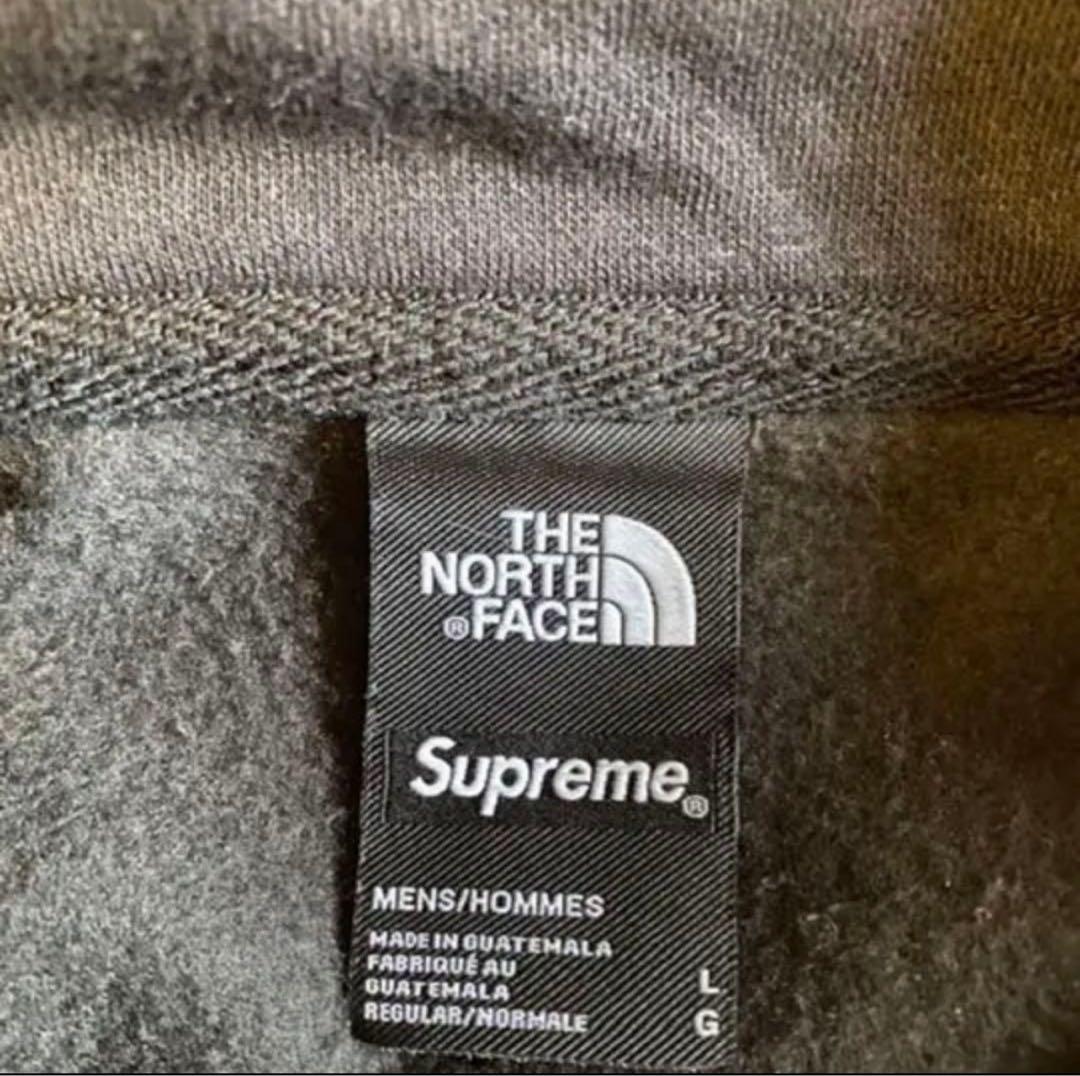 THE
NORTH
® FACE
Supreme®
MENS/HOMMES
MADE IN GUATEMALA
FABRIQUÉ AU
GUATEMALA L
REGULAR/NORMALE G